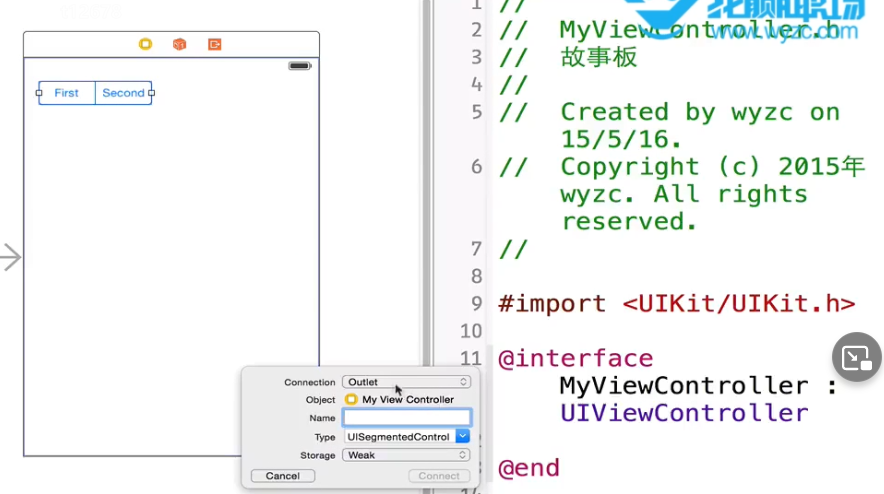 First Second
Connection Outlet
Object My View Controller
Name
Type UISegmentedControl
Storage Weak
Cancel Connect
www.wyzc.com
1 //
2 // MyViewController.h
3 // 故事板
4 //
5 // Created by wyzc on
15/5/16.
6 // Copyright (c) 2015年
wyzc. All rights
reserved.
7 //
8
9 #import <UIKit/UIKit.h>
10
11 @interface
MyViewController :
UIViewController
@end